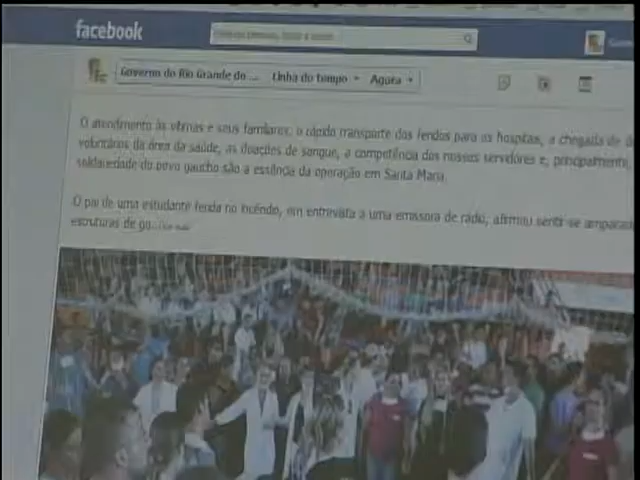 facebook
Governo do Rio Grande do ... Linha do tempo Agora
O atendimento às vítimas e seus familiares, o rápido transporte dos feridos para os hospitais, a chegada de
voluntários da área da saúde, as doações de sangue, a competência dos nossos servidores e, principalmente,
solidariedade do povo gaúcho são a essência da operação em Santa Maria.
O pai de uma estudante ferida no incêndio, em entrevista a uma emissora de rádio, afirmou sentir-se amparado
estruturas de go...